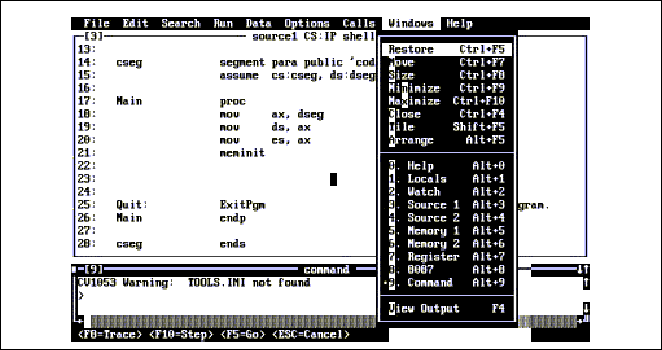 File Edit Search Run Data Options Calls Windows Help
[3] source1 CS:IP shell
13:
14: cseg segment para public 'cod
15: assume cs:cseg, ds:dseg
16:
17: Main proc
18: mov ax, dseg
19: mov ds, ax
20: mov es, ax
21: meminit
22:
23:
24:
25: Quit: ExitPgm gram.
26: Main endp
27:
28: cseg ends
Restore Ctrl+F5
Move Ctrl+F7
Size Ctrl+F8
Minimize Ctrl+F9
Maximize Ctrl+F10
Close Ctrl+F4
Tile Shift+F5
Arrange Alt+F5
0. Help Alt+0
1. Locals Alt+1
2. Watch Alt+2
3. Source 1 Alt+3
4. Source 2 Alt+4
5. Memory 1 Alt+5
6. Memory 2 Alt+6
7. Register Alt+7
8. 8087 Alt+8
9. Command Alt+9
View Output F4
[9] command
CV1053 Warning: TOOLS.INI not found
>
<F8=Trace> <F10=Step> <F5=Go> <ESC=Cancel>